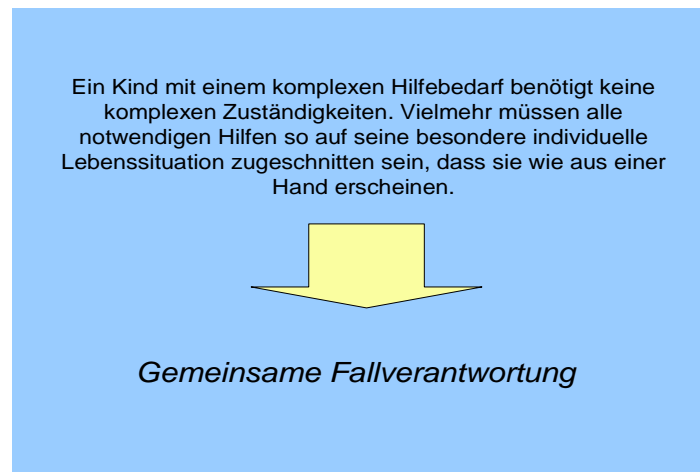 Ein Kind mit einem komplexen Hilfebedarf benötigt keine
komplexen Zuständigkeiten. Vielmehr müssen alle
notwendigen Hilfen so auf seine besondere individuelle
Lebenssituation zugeschnitten sein, dass sie wie aus einer
Hand erscheinen.
Gemeinsame Fallverantwortung